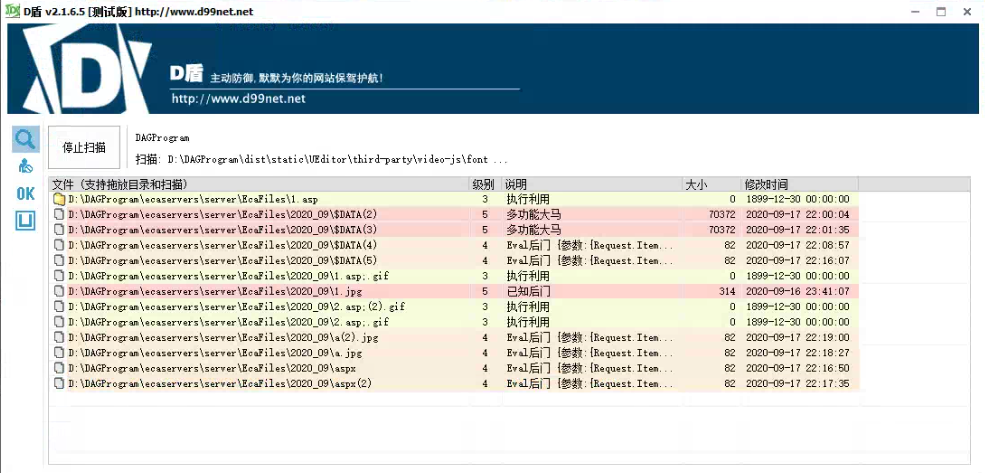 D盾 v2.1.6.5 [测试版] http://www.d99net.net
D盾 主动防御,默默为你的网站保驾护航!
http://www.d99net.net
停止扫描
DAGProgram
扫描: D:\DAGProgram\dist\static\UEditor\third-party\video-js\font ...
OK
文件 (支持拖放目录和扫描) 级别 说明 大小 修改时间
D:\DAGProgram\ecaservers\server\EcaFiles\1.asp 3 执行利用 0 1899-12-30 00:00:00
D:\DAGProgram\ecaservers\server\EcaFiles\2020_09\$DATA(2) 5 多功能大马 70372 2020-09-17 22:00:04
D:\DAGProgram\ecaservers\server\EcaFiles\2020_09\$DATA(3) 5 多功能大马 70372 2020-09-17 22:01:35
D:\DAGProgram\ecaservers\server\EcaFiles\2020_09\$DATA(4) 4 Eval后门 {参数:{Request.Item... 82 2020-09-17 22:08:57
D:\DAGProgram\ecaservers\server\EcaFiles\2020_09\$DATA(5) 4 Eval后门 {参数:{Request.Item... 82 2020-09-17 22:16:07
D:\DAGProgram\ecaservers\server\EcaFiles\2020_09\1.asp;.gif 3 执行利用 0 1899-12-30 00:00:00
D:\DAGProgram\ecaservers\server\EcaFiles\2020_09\1.jpg 5 已知后门 314 2020-09-16 23:41:07
D:\DAGProgram\ecaservers\server\EcaFiles\2020_09\2.asp;(2).gif 3 执行利用 0 1899-12-30 00:00:00
D:\DAGProgram\ecaservers\server\EcaFiles\2020_09\2.asp;.gif 3 执行利用 0 1899-12-30 00:00:00
D:\DAGProgram\ecaservers\server\EcaFiles\2020_09\a(2).jpg 4 Eval后门 {参数:{Request.Item... 82 2020-09-17 22:19:00
D:\DAGProgram\ecaservers\server\EcaFiles\2020_09\a.jpg 4 Eval后门 {参数:{Request.Item... 82 2020-09-17 22:18:27
D:\DAGProgram\ecaservers\server\EcaFiles\2020_09\aspx 4 Eval后门 {参数:{Request.Item... 82 2020-09-17 22:16:50
D:\DAGProgram\ecaservers\server\EcaFiles\2020_09\aspx(2) 4 Eval后门 {参数:{Request.Item... 82 2020-09-17 22:17:35